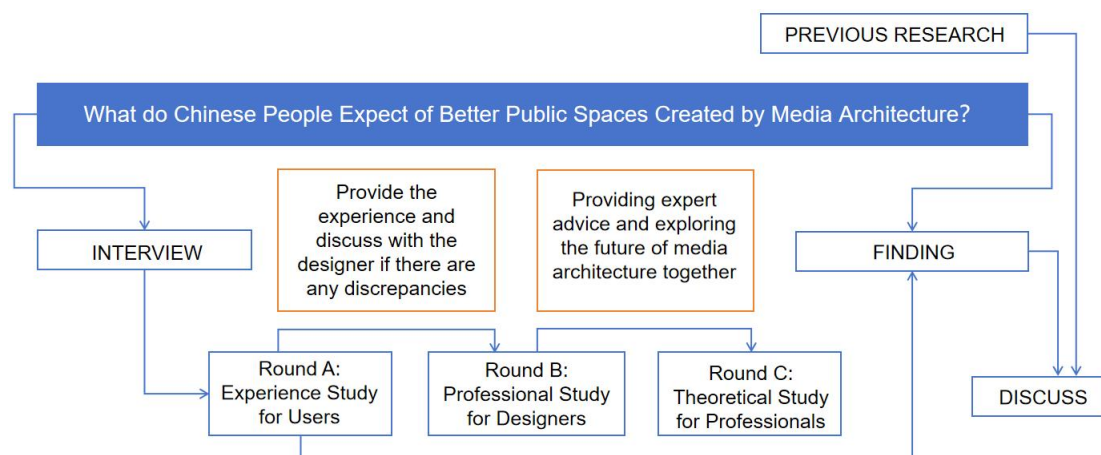 PREVIOUS RESEARCH
What do Chinese People Expect of Better Public Spaces Created by Media Architecture?
Provide the
experience and
discuss with the
designer if there are
any discrepancies
Providing expert
advice and exploring
the future of media
architecture together
INTERVIEW
FINDING
Round A:
Experience Study
for Users
Round B:
Professional Study
for Designers
Round C:
Theoretical Study
for Professionals
DISCUSS